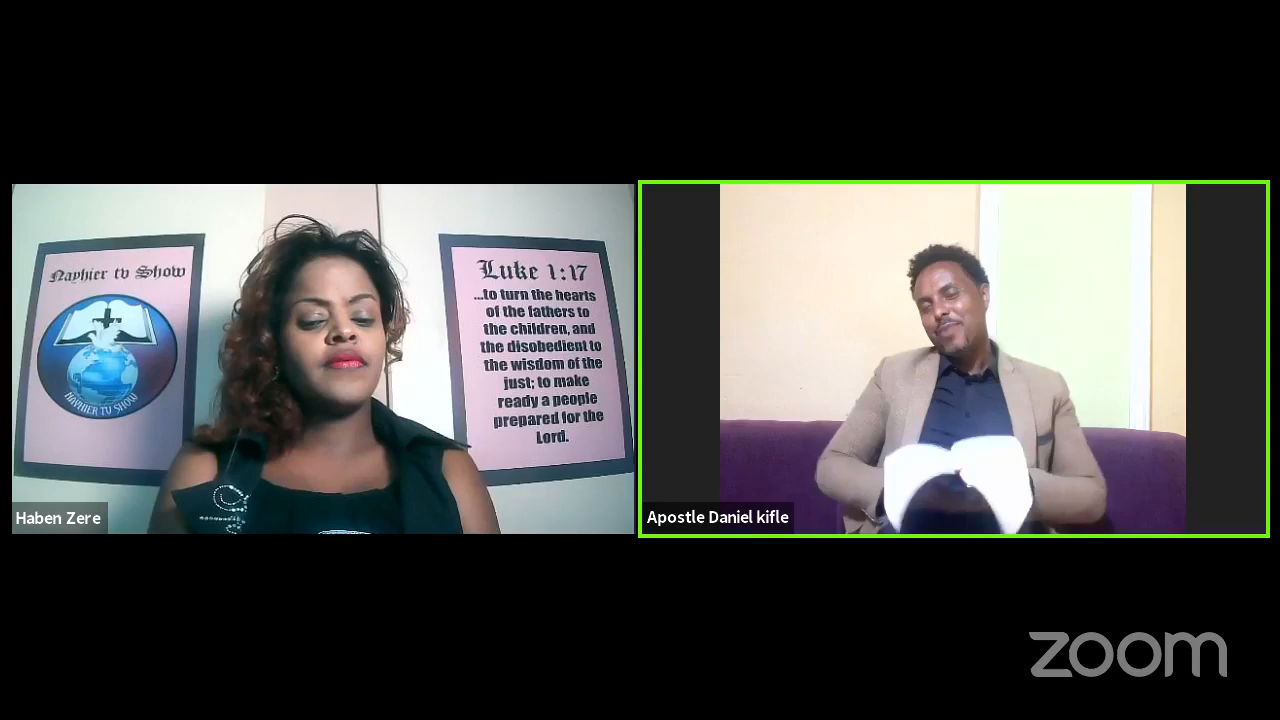 Nayhier tv Show
NAYHIER TV SHOW
Haben Zere
Luke 1:17
...to turn the hearts
of the fathers to
the children, and
the disobedient to
the wisdom of the
just; to make
ready a people
prepared for the
Lord.
Apostle Daniel kifle
zoom